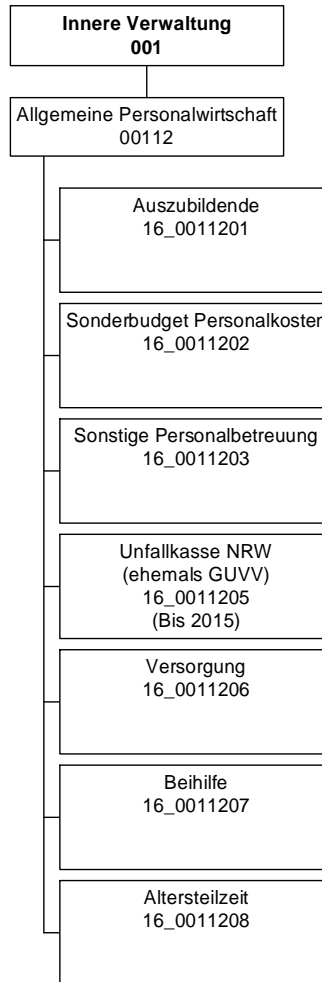 Innere Verwaltung
001
Allgemeine Personalwirtschaft
00112
Auszubildende
16_0011201
Sonderbudget Personalkosten
16_0011202
Sonstige Personalbetreuung
16_0011203
Unfallkasse NRW
(ehemals GUVV)
16_0011205
(Bis 2015)
Versorgung
16_0011206
Beihilfe
16_0011207
Altersteilzeit
16_0011208